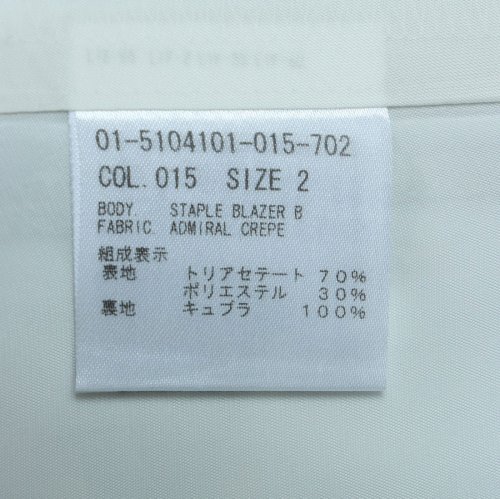 01-5104101-015-702
COL.015 SIZE 2
BODY. STAPLE BLAZER B
FABRIC. ADMIRAL CREPE
組成表示
表地 トリアセテート 70%
ポリエステル 30%
裏地 キュプラ 100%